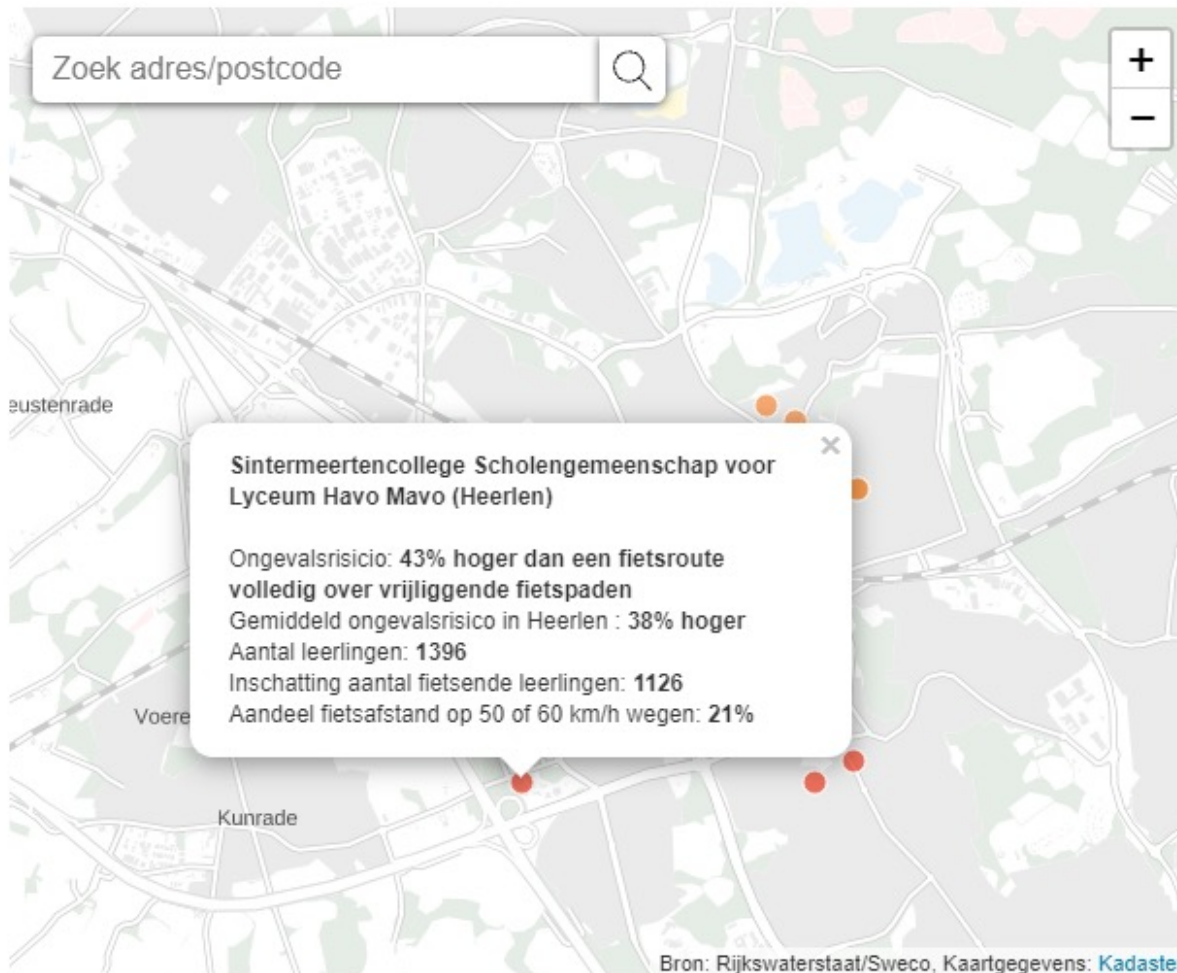 Zoek adres/postcode
+
−
eustenrade
×
Sintermeertencollege Scholengemeenschap voor
Lyceum Havo Mavo (Heerlen)
Ongevalsrisicio: 43% hoger dan een fietsroute
volledig over vrijliggende fietspaden
Gemiddeld ongevalsrisico in Heerlen : 38% hoger
Aantal leerlingen: 1396
Inschatting aantal fietsende leerlingen: 1126
Aandeel fietsafstand op 50 of 60 km/h wegen: 21%
Voere
Kunrade
Bron: Rijkswaterstaat/Sweco, Kaartgegevens: Kadaste